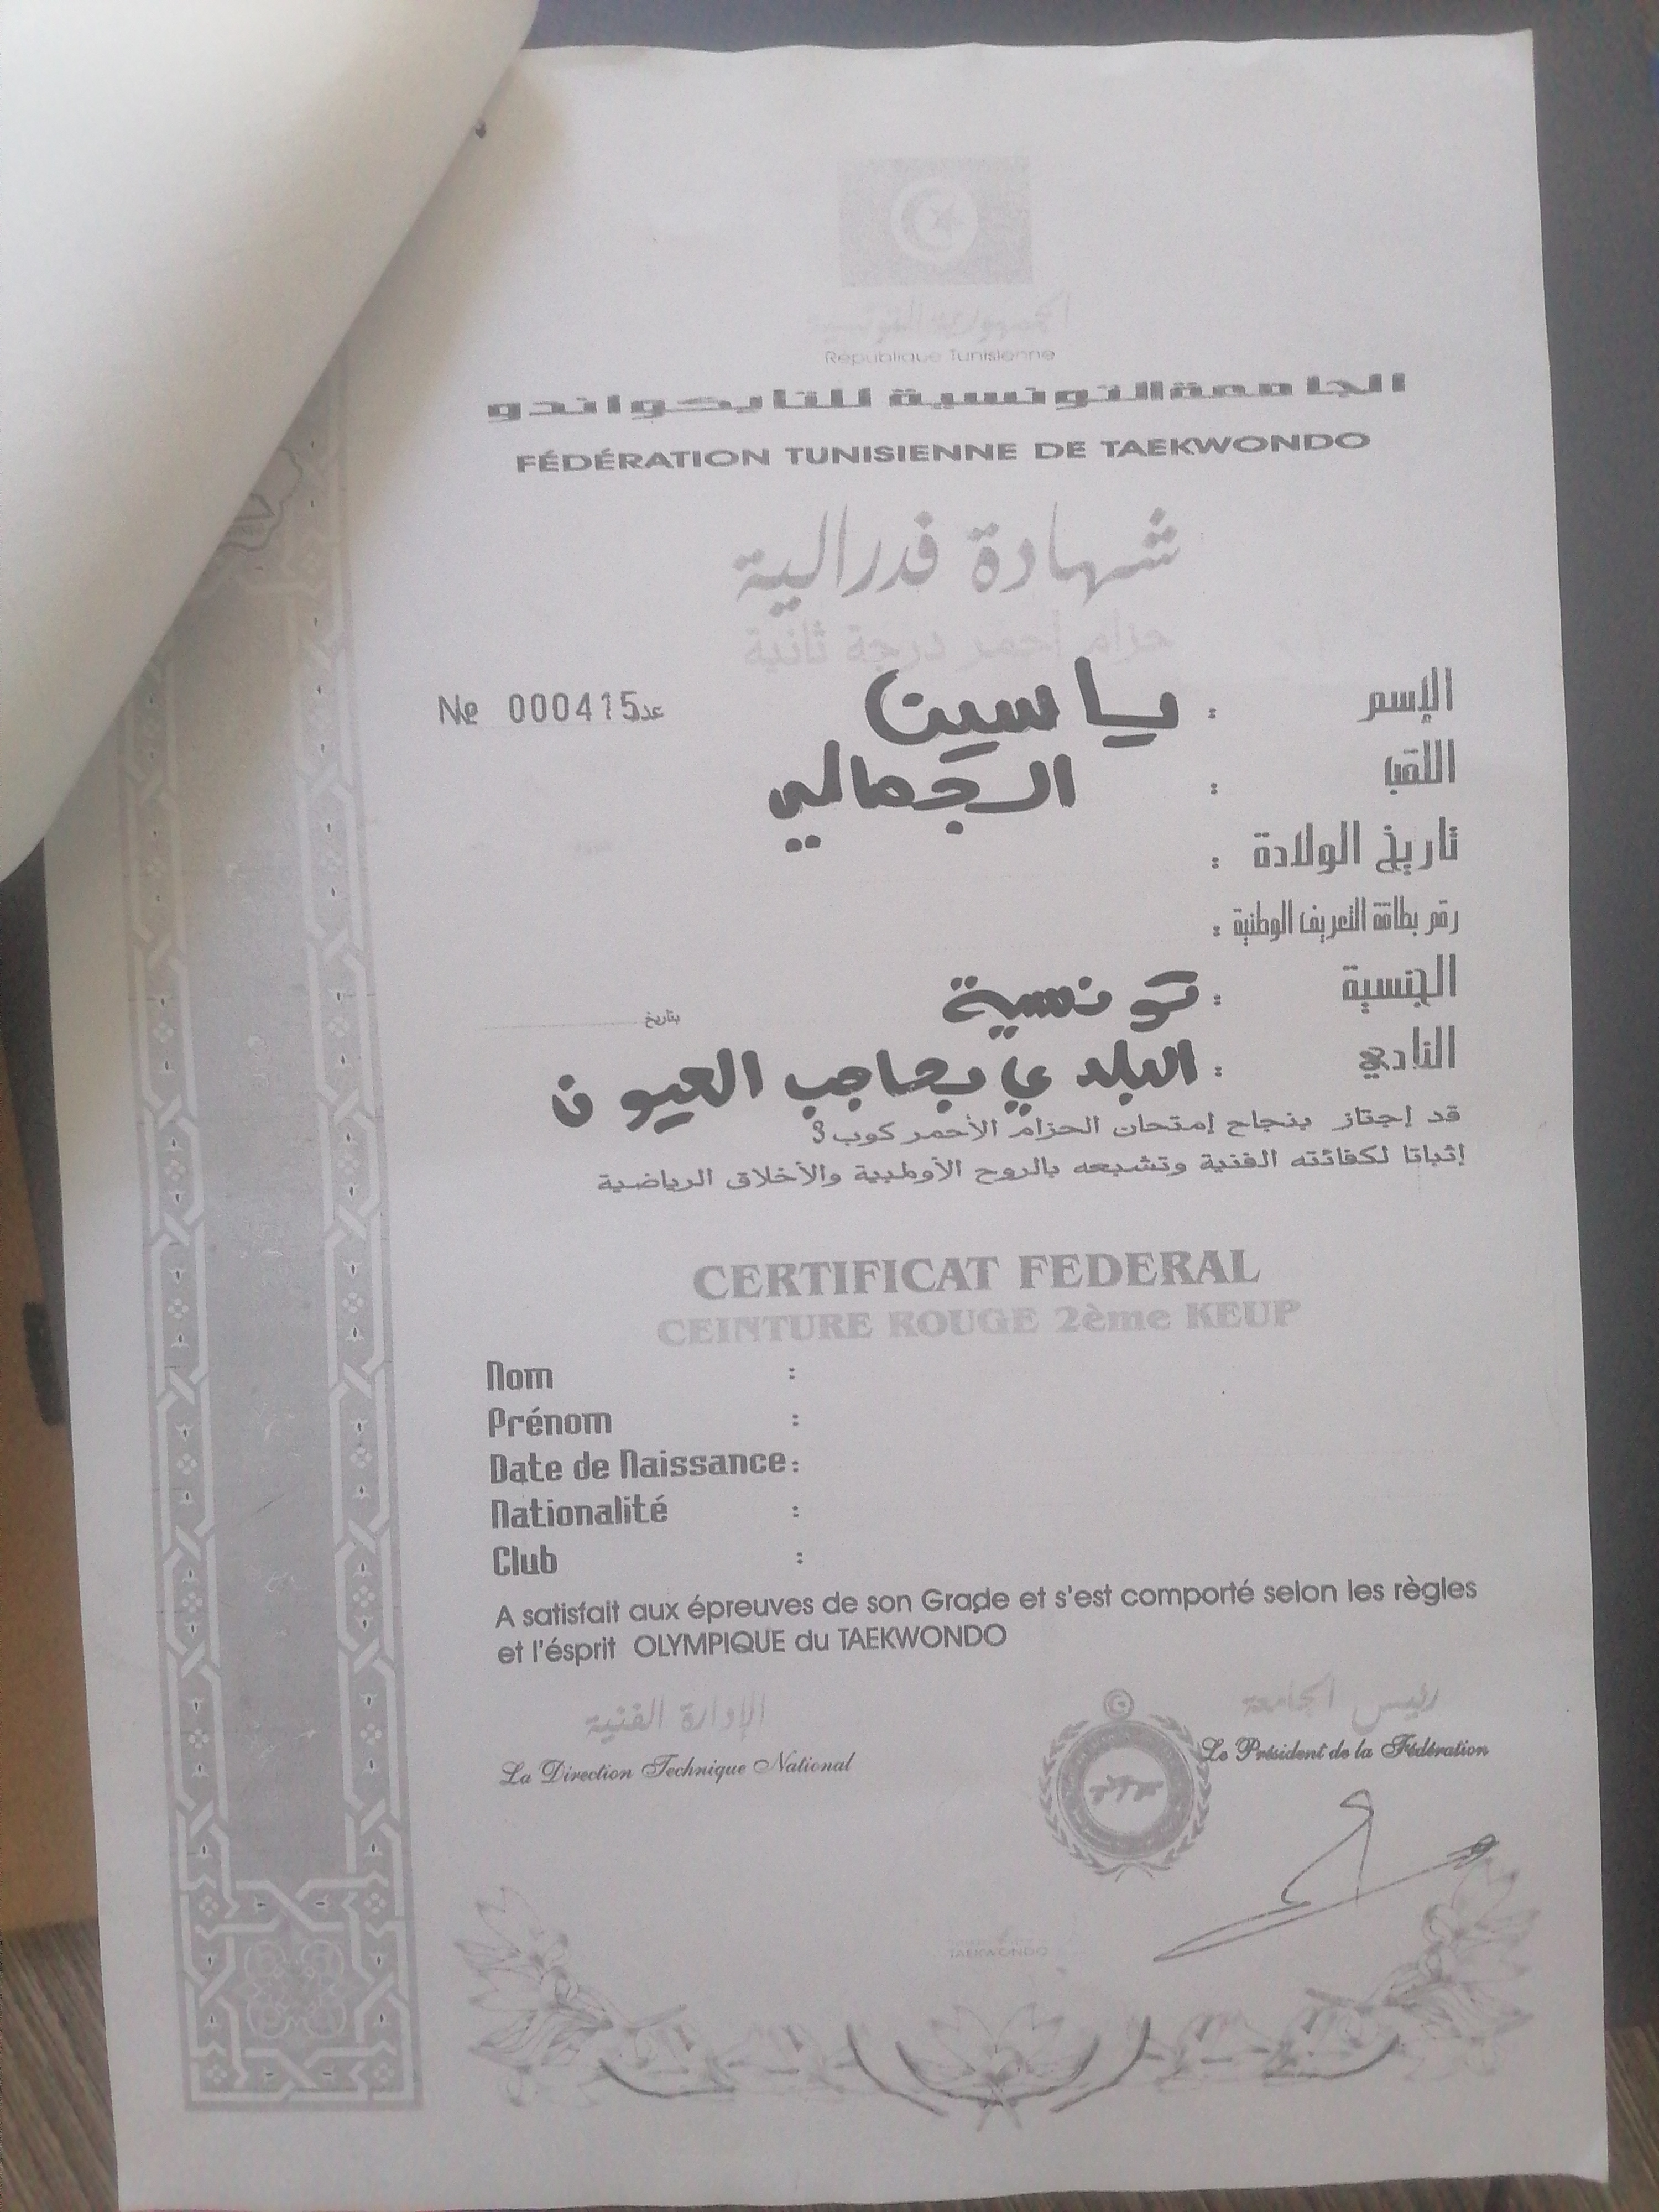 الجمهورية التونسية
République Tunisienne
الجامعة التونسية للتايكواندو
FÉDÉRATION TUNISIENNE DE TAEKWONDO
شهادة فدرالية
حزام أحمر درجة ثانية
الإسم : ياسين
№ 000415 عدد
اللقب : الجمالي
تاريخ الولادة :
رقم بطاقة التعريف الوطنية :
الجنسية : تونسية
بتاريخ
النادي : البلدي بحاجب العيون
قد إجتاز بنجاح إمتحان الحزام الأحمر كوب 3
إثباتا لكفائته الفنية وتشبعه بالروح الأولمبية والأخلاق الرياضية
CERTIFICAT FEDERAL
CEINTURE ROUGE 2ème KEUP
Nom :
Prénom :
Date de Naissance :
Nationalité :
Club :
A satisfait aux épreuves de son Grade et s'est comporté selon les règles
et l'ésprit OLYMPIQUE du TAEKWONDO
الإدارة الفنية
رئيس الجامعة
La Direction Technique National
Le Président de la Fédération
TAEKWONDO